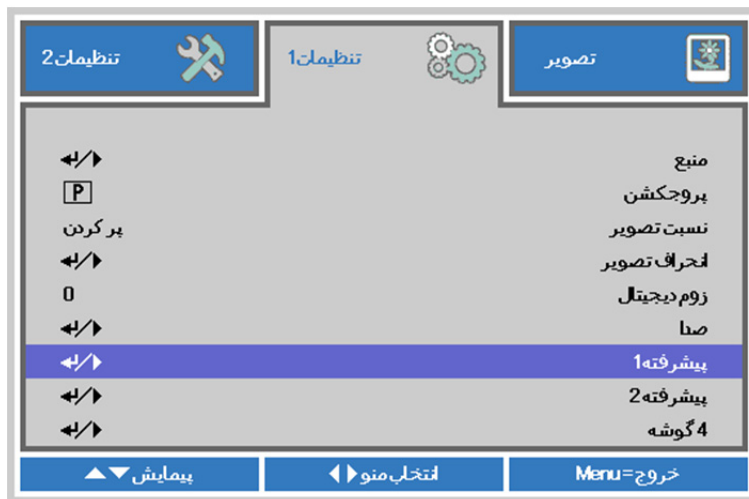 تصویر
تنظیمات1
تنظیمات2
منبع
پروجکشن P
نسبت تصویر پر کردن
انحراف تصویر
زوم دیجیتال 0
صدا
پیشرفته1
پیشرفته2
4 گوشه
خروج=Menu
انتخاب منو
پیمایش